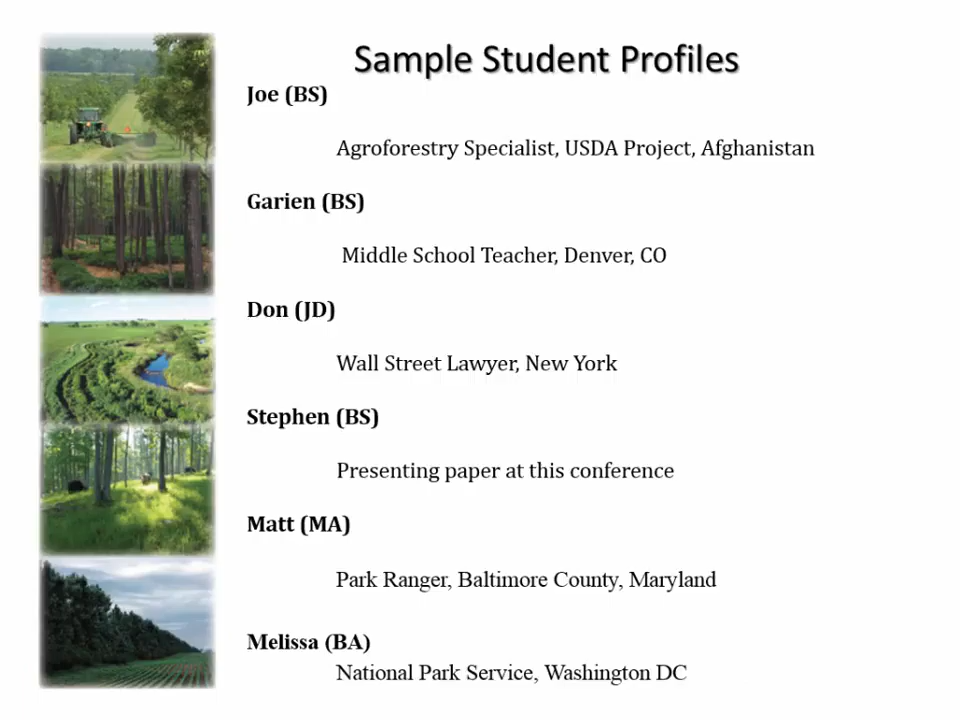 Sample Student Profiles
Joe (BS)
Agroforestry Specialist, USDA Project, Afghanistan
Garien (BS)
Middle School Teacher, Denver, CO
Don (JD)
Wall Street Lawyer, New York
Stephen (BS)
Presenting paper at this conference
Matt (MA)
Park Ranger, Baltimore County, Maryland
Melissa (BA)
National Park Service, Washington DC